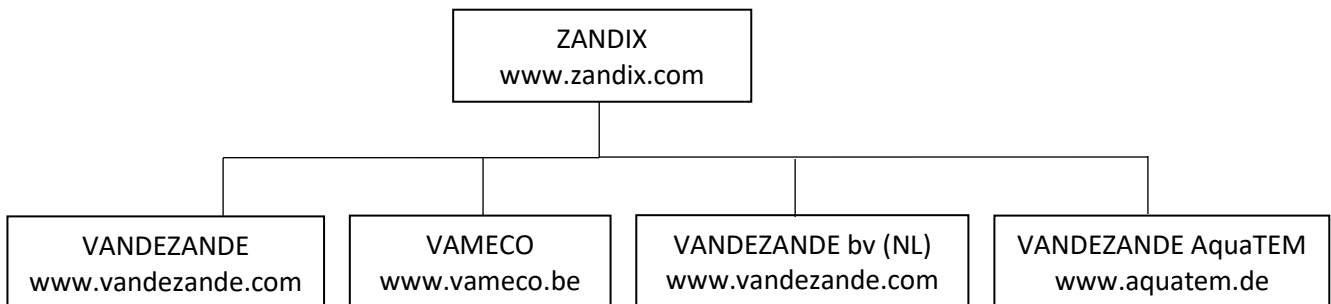 ZANDIX
www.zandix.com
VANDEZANDE
www.vandezande.com
VAMECO
www.vameco.be
VANDEZANDE bv (NL)
www.vandezande.com
VANDEZANDE AquaTEM
www.aquatem.de